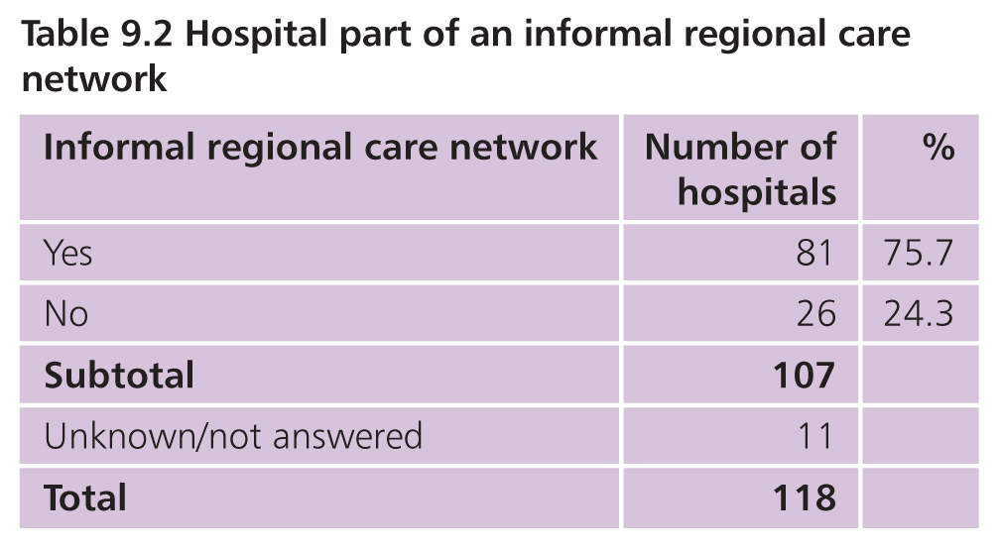 Table 9.2 Hospital part of an informal regional care
network
Informal regional care network Number of hospitals %
Yes 81 75.7
No 26 24.3
Subtotal 107
Unknown/not answered 11
Total 118